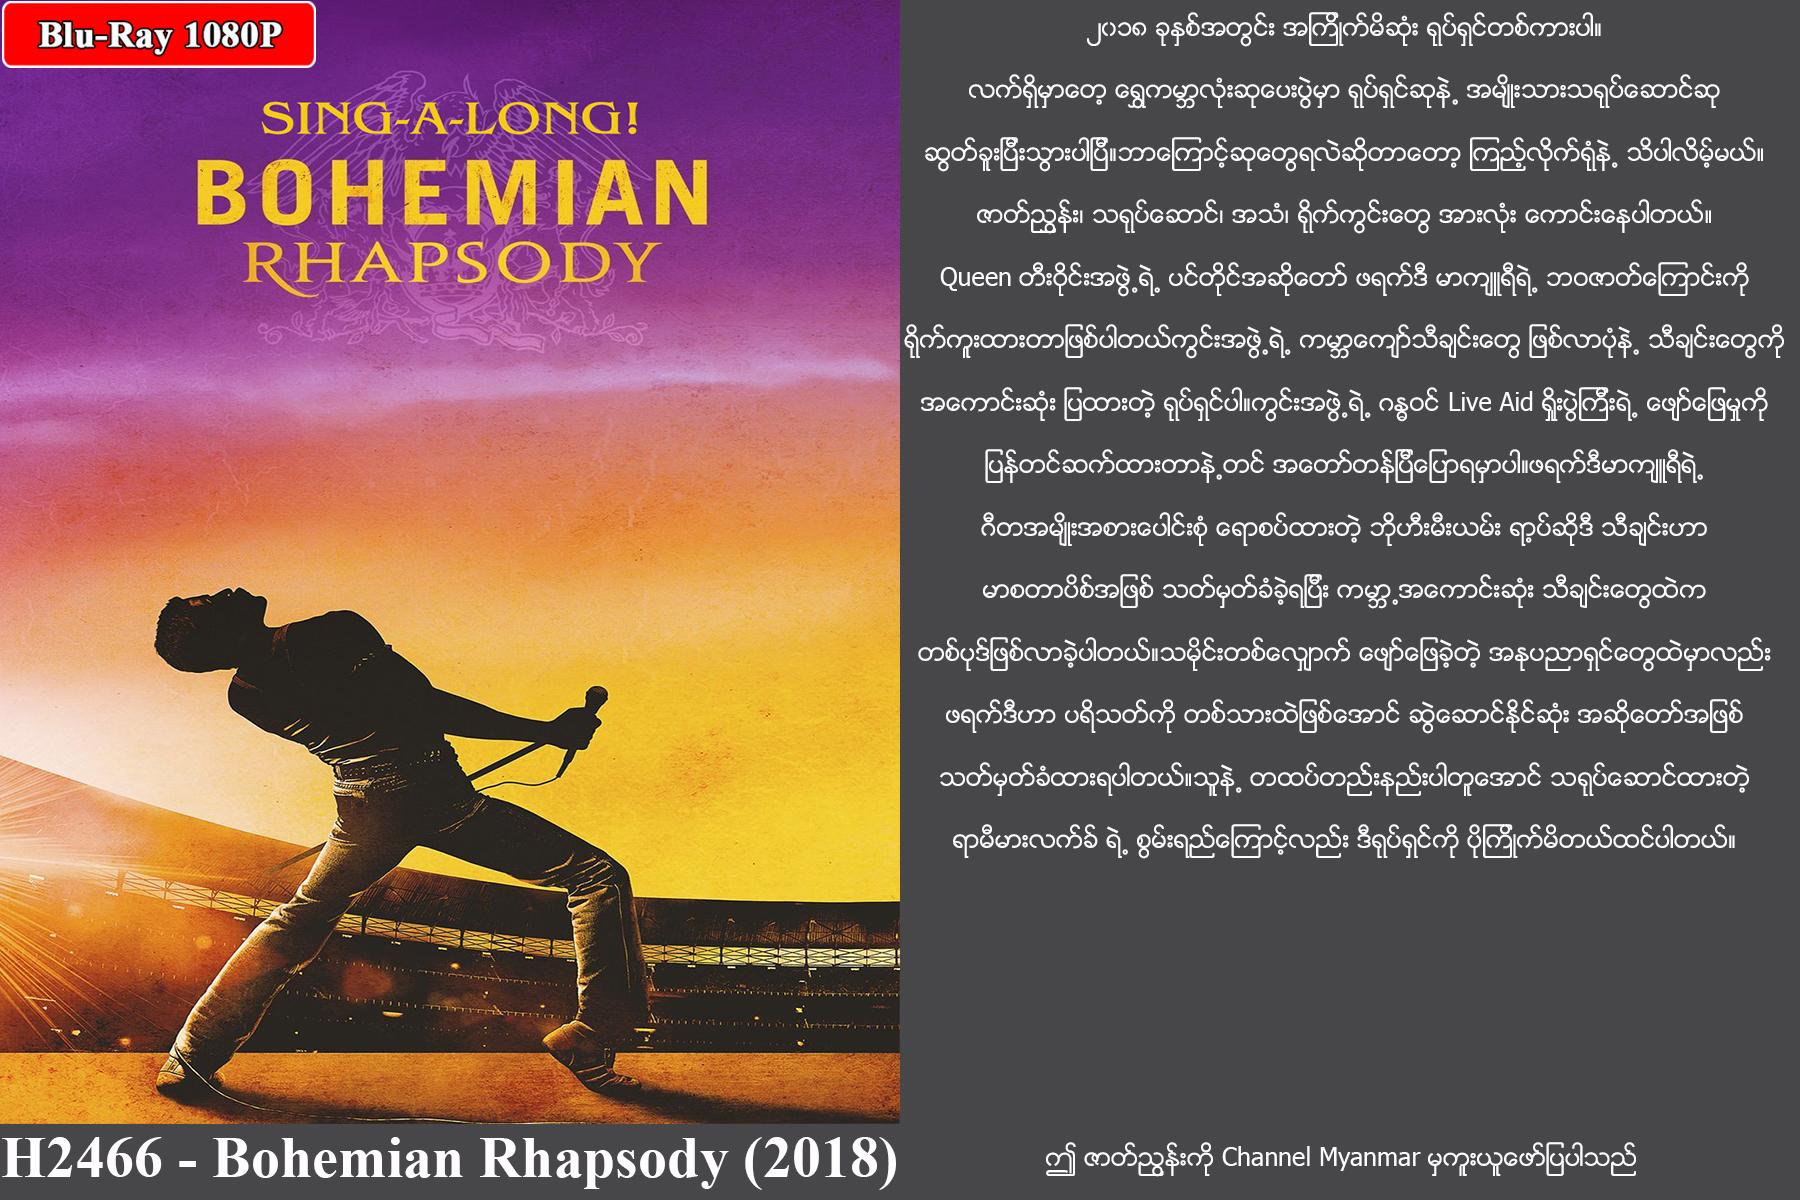 Blu-Ray 1080P
SING-A-LONG!
BOHEMIAN
RHAPSODY
H2466 - Bohemian Rhapsody (2018)
၂၀၁၈ ခုနှစ်အတွင်း အကြိုက်မိဆုံး ရုပ်ရှင်တစ်ကားပါ။
လက်ရှိမှာတော့ ရွှေကမ္ဘာလုံးဆုပေးပွဲမှာ ရုပ်ရှင်ဆုနဲ့ အမျိုးသားသရုပ်ဆောင်ဆု
ဆွတ်ခူးပြီးသွားပါပြီ။ဘာကြောင့်ဆုတွေရလဲဆိုတာတော့ ကြည့်လိုက်ရုံနဲ့ သိပါလိမ့်မယ်။
ဇာတ်ညွှန်း၊ သရုပ်ဆောင်၊ အသံ၊ ရိုက်ကွင်းတွေ အားလုံး ကောင်းနေပါတယ်။
Queen တီးဝိုင်းအဖွဲ့ရဲ့ ပင်တိုင်အဆိုတော် ဖရက်ဒီ မာကျူရီရဲ့ ဘဝဇာတ်ကြောင်းကို
ရိုက်ကူးထားတာဖြစ်ပါတယ်ကွင်းအဖွဲ့ရဲ့ ကမ္ဘာကျော်သီချင်းတွေ ဖြစ်လာပုံနဲ့ သီချင်းတွေကို
အကောင်းဆုံး ပြထားတဲ့ ရုပ်ရှင်ပါ။ကွင်းအဖွဲ့ရဲ့ ဂန္ဓဝင် Live Aid ရှိုးပွဲကြီးရဲ့ ဖျော်ဖြေမှုကို
ပြန်တင်ဆက်ထားတာနဲ့တင် အတော်တန်ပြီပြောရမှာပါ။ဖရက်ဒီမာကျူရီရဲ့
ဂီတအမျိုးအစားပေါင်းစုံ ရောစပ်ထားတဲ့ ဘိုဟီးမီးယမ်း ရာ့ပ်ဆိုဒီ သီချင်းဟာ
မာစတာပိစ်အဖြစ် သတ်မှတ်ခံခဲ့ရပြီး ကမ္ဘာ့အကောင်းဆုံး သီချင်းတွေထဲက
တစ်ပုဒ်ဖြစ်လာခဲ့ပါတယ်။သမိုင်းတစ်လျှောက် ဖျော်ဖြေခဲ့တဲ့ အနုပညာရှင်တွေထဲမှာလည်း
ဖရက်ဒီဟာ ပရိသတ်ကို တစ်သားထဲဖြစ်အောင် ဆွဲဆောင်နိုင်ဆုံး အဆိုတော်အဖြစ်
သတ်မှတ်ခံထားရပါတယ်။သူနဲ့ တထပ်တည်းနည်းပါတူအောင် သရုပ်ဆောင်ထားတဲ့
ရာမီမားလက်ခ် ရဲ့ စွမ်းရည်ကြောင့်လည်း ဒီရုပ်ရှင်ကို ပိုကြိုက်မိတယ်ထင်ပါတယ်။
ဤ ဇာတ်ညွှန်းကို Channel Myanmar မှကူးယူဖော်ပြပါသည်